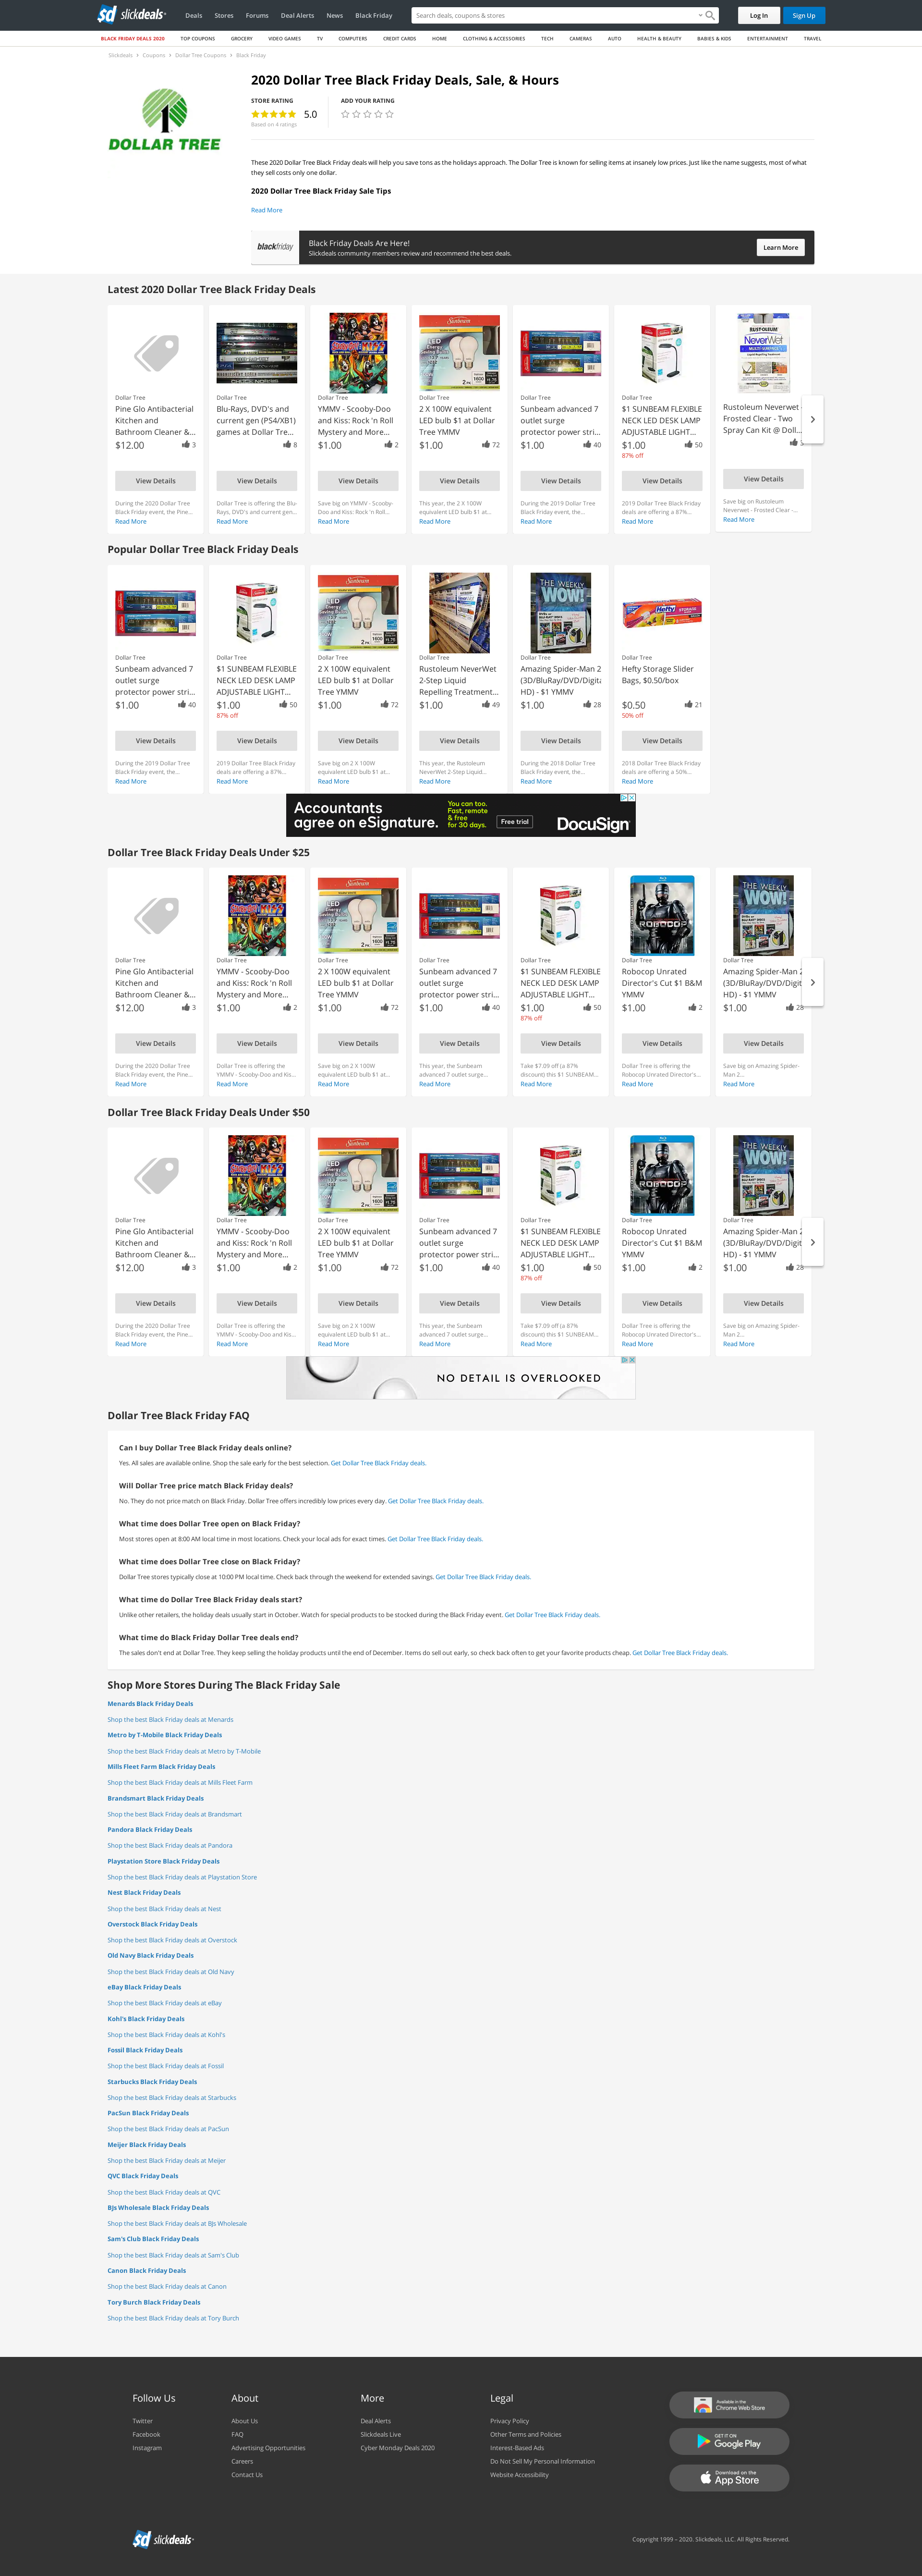 slickdeals
Deals Stores Forums Deal Alerts News Black Friday
Search deals, coupons & stores
Log In
Sign Up
BLACK FRIDAY DEALS 2020 TOP COUPONS GROCERY VIDEO GAMES TV COMPUTERS CREDIT CARDS HOME CLOTHING & ACCESSORIES TECH CAMERAS AUTO HEALTH & BEAUTY BABIES & KIDS ENTERTAINMENT TRAVEL
Slickdeals > Coupons > Dollar Tree Coupons > Black Friday
DOLLAR TREE
2020 Dollar Tree Black Friday Deals, Sale, & Hours
STORE RATING
5.0
Based on 4 ratings
ADD YOUR RATING
These 2020 Dollar Tree Black Friday deals will help you save tons as the holidays approach. The Dollar Tree is known for selling items at insanely low prices. Just like the name suggests, most of what
they sell costs only one dollar.
2020 Dollar Tree Black Friday Sale Tips
Read More
blackfriday
Black Friday Deals Are Here!
Slickdeals community members review and recommend the best deals.
Learn More
Latest 2020 Dollar Tree Black Friday Deals
Dollar Tree
Pine Glo Antibacterial
Kitchen and
Bathroom Cleaner &...
$12.00 3
View Details
During the 2020 Dollar Tree
Black Friday event, the Pine...
Read More
Dollar Tree
Blu-Rays, DVD's and
current gen (PS4/XB1)
games at Dollar Tre...
8
View Details
Dollar Tree is offering the Blu-
Rays, DVD's and current gen...
Read More
Dollar Tree
YMMV - Scooby-Doo
and Kiss: Rock 'n Roll
Mystery and More...
$1.00 2
View Details
Save big on YMMV - Scooby-
Doo and Kiss: Rock 'n Roll...
Read More
Dollar Tree
2 X 100W equivalent
LED bulb $1 at Dollar
Tree YMMV
$1.00 72
View Details
This year, the 2 X 100W
equivalent LED bulb $1 at...
Read More
Dollar Tree
Sunbeam advanced 7
outlet surge
protector power stri...
$1.00 40
View Details
During the 2019 Dollar Tree
Black Friday event, the...
Read More
Dollar Tree
$1 SUNBEAM FLEXIBLE
NECK LED DESK LAMP
ADJUSTABLE LIGHT...
$1.00 50
87% off
View Details
2019 Dollar Tree Black Friday
deals are offering a 87%...
Read More
RUST-OLEUM
NeverWet
Rustoleum Neverwet -
Frosted Clear - Two
Spray Can Kit @ Doll...
View Details
Save big on Rustoleum
Neverwet - Frosted Clear -...
Read More
Popular Dollar Tree Black Friday Deals
Dollar Tree
Sunbeam advanced 7
outlet surge
protector power stri...
$1.00 40
View Details
During the 2019 Dollar Tree
Black Friday event, the...
Read More
Dollar Tree
$1 SUNBEAM FLEXIBLE
NECK LED DESK LAMP
ADJUSTABLE LIGHT...
$1.00 50
87% off
View Details
2019 Dollar Tree Black Friday
deals are offering a 87%...
Read More
Dollar Tree
2 X 100W equivalent
LED bulb $1 at Dollar
Tree YMMV
$1.00 72
View Details
Save big on 2 X 100W
equivalent LED bulb $1 at...
Read More
Dollar Tree
Rustoleum NeverWet
2-Step Liquid
Repelling Treatment...
$1.00 49
View Details
This year, the Rustoleum
NeverWet 2-Step Liquid...
Read More
THE WEEKLY
WOW!
Dollar Tree
Amazing Spider-Man 2
(3D/BluRay/DVD/Digita
HD) - $1 YMMV
$1.00 28
View Details
During the 2018 Dollar Tree
Black Friday event, the...
Read More
Hefty
Dollar Tree
Hefty Storage Slider
Bags, $0.50/box
$0.50 21
50% off
View Details
2018 Dollar Tree Black Friday
deals are offering a 50%...
Read More
Accountants
agree on eSignature.
You can too.
Fast, remote
& free
for 30 days.
Free trial
DocuSign
Dollar Tree Black Friday Deals Under $25
Dollar Tree
Pine Glo Antibacterial
Kitchen and
Bathroom Cleaner &...
$12.00 3
View Details
During the 2020 Dollar Tree
Black Friday event, the Pine...
Read More
Dollar Tree
YMMV - Scooby-Doo
and Kiss: Rock 'n Roll
Mystery and More...
$1.00 2
View Details
Dollar Tree is offering the
YMMV - Scooby-Doo and Kis...
Read More
Dollar Tree
2 X 100W equivalent
LED bulb $1 at Dollar
Tree YMMV
$1.00 72
View Details
Save big on 2 X 100W
equivalent LED bulb $1 at...
Read More
Dollar Tree
Sunbeam advanced 7
outlet surge
protector power stri...
$1.00 40
View Details
This year, the Sunbeam
advanced 7 outlet surge...
Read More
Dollar Tree
$1 SUNBEAM FLEXIBLE
NECK LED DESK LAMP
ADJUSTABLE LIGHT...
$1.00 50
87% off
View Details
Take $7.09 off (a 87%
discount) this $1 SUNBEAM...
Read More
ROBOCOP
Dollar Tree
Robocop Unrated
Director's Cut $1 B&M
YMMV
$1.00 2
View Details
Dollar Tree is offering the
Robocop Unrated Director's...
Read More
THE WEEKLY
WOW!
Dollar Tree
Amazing Spider-Man 2
(3D/BluRay/DVD/Digit
HD) - $1 YMMV
$1.00 28
View Details
Save big on Amazing Spider-
Man 2...
Read More
Dollar Tree Black Friday Deals Under $50
Dollar Tree
Pine Glo Antibacterial
Kitchen and
Bathroom Cleaner &...
$12.00 3
View Details
During the 2020 Dollar Tree
Black Friday event, the Pine...
Read More
Dollar Tree
YMMV - Scooby-Doo
and Kiss: Rock 'n Roll
Mystery and More...
$1.00 2
View Details
Dollar Tree is offering the
YMMV - Scooby-Doo and Kis...
Read More
Dollar Tree
2 X 100W equivalent
LED bulb $1 at Dollar
Tree YMMV
$1.00 72
View Details
Save big on 2 X 100W
equivalent LED bulb $1 at...
Read More
Dollar Tree
Sunbeam advanced 7
outlet surge
protector power stri...
$1.00 40
View Details
This year, the Sunbeam
advanced 7 outlet surge...
Read More
Dollar Tree
$1 SUNBEAM FLEXIBLE
NECK LED DESK LAMP
ADJUSTABLE LIGHT...
$1.00 50
87% off
View Details
Take $7.09 off (a 87%
discount) this $1 SUNBEAM...
Read More
ROBOCOP
Dollar Tree
Robocop Unrated
Director's Cut $1 B&M
YMMV
$1.00 2
View Details
Dollar Tree is offering the
Robocop Unrated Director's...
Read More
THE WEEKLY
WOW!
Dollar Tree
Amazing Spider-Man 2
(3D/BluRay/DVD/Digit
HD) - $1 YMMV
$1.00 28
View Details
Save big on Amazing Spider-
Man 2...
Read More
NO DETAIL IS OVERLOOKED
Dollar Tree Black Friday FAQ
Can I buy Dollar Tree Black Friday deals online?
Yes. All sales are available online. Shop the sale early for the best selection. Get Dollar Tree Black Friday deals.
Will Dollar Tree price match Black Friday deals?
No. They do not price match on Black Friday. Dollar Tree offers incredibly low prices every day. Get Dollar Tree Black Friday deals.
What time does Dollar Tree open on Black Friday?
Most stores open at 8:00 AM local time in most locations. Check your local ads for exact times. Get Dollar Tree Black Friday deals.
What time does Dollar Tree close on Black Friday?
Dollar Tree stores typically close at 10:00 PM local time. Check back through the weekend for extended savings. Get Dollar Tree Black Friday deals.
What time do Dollar Tree Black Friday deals start?
Unlike other retailers, the holiday deals usually start in October. Watch for special products to be stocked during the Black Friday event. Get Dollar Tree Black Friday deals.
What time do Black Friday Dollar Tree deals end?
The sales don't end at Dollar Tree. They keep selling the holiday products until the end of December. Items do sell out early, so check back often to get your favorite products cheap. Get Dollar Tree Black Friday deals.
Shop More Stores During The Black Friday Sale
Menards Black Friday Deals
Shop the best Black Friday deals at Menards
Metro by T-Mobile Black Friday Deals
Shop the best Black Friday deals at Metro by T-Mobile
Mills Fleet Farm Black Friday Deals
Shop the best Black Friday deals at Mills Fleet Farm
Brandsmart Black Friday Deals
Shop the best Black Friday deals at Brandsmart
Pandora Black Friday Deals
Shop the best Black Friday deals at Pandora
Playstation Store Black Friday Deals
Shop the best Black Friday deals at Playstation Store
Nest Black Friday Deals
Shop the best Black Friday deals at Nest
Overstock Black Friday Deals
Shop the best Black Friday deals at Overstock
Old Navy Black Friday Deals
Shop the best Black Friday deals at Old Navy
eBay Black Friday Deals
Shop the best Black Friday deals at eBay
Kohl's Black Friday Deals
Shop the best Black Friday deals at Kohl's
Fossil Black Friday Deals
Shop the best Black Friday deals at Fossil
Starbucks Black Friday Deals
Shop the best Black Friday deals at Starbucks
PacSun Black Friday Deals
Shop the best Black Friday deals at PacSun
Meijer Black Friday Deals
Shop the best Black Friday deals at Meijer
QVC Black Friday Deals
Shop the best Black Friday deals at QVC
BJs Wholesale Black Friday Deals
Shop the best Black Friday deals at BJs Wholesale
Sam's Club Black Friday Deals
Shop the best Black Friday deals at Sam's Club
Canon Black Friday Deals
Shop the best Black Friday deals at Canon
Tory Burch Black Friday Deals
Shop the best Black Friday deals at Tory Burch
Follow Us
Twitter
Facebook
Instagram
About
About Us
FAQ
Advertising Opportunities
Careers
Contact Us
More
Deal Alerts
Slickdeals Live
Cyber Monday Deals 2020
Legal
Privacy Policy
Other Terms and Policies
Interest-Based Ads
Do Not Sell My Personal Information
Website Accessibility
Available in the
Chrome Web Store
GET IT ON
Google Play
Download on the
App Store
slickdeals
Copyright 1999 – 2020. Slickdeals, LLC. All Rights Reserved.